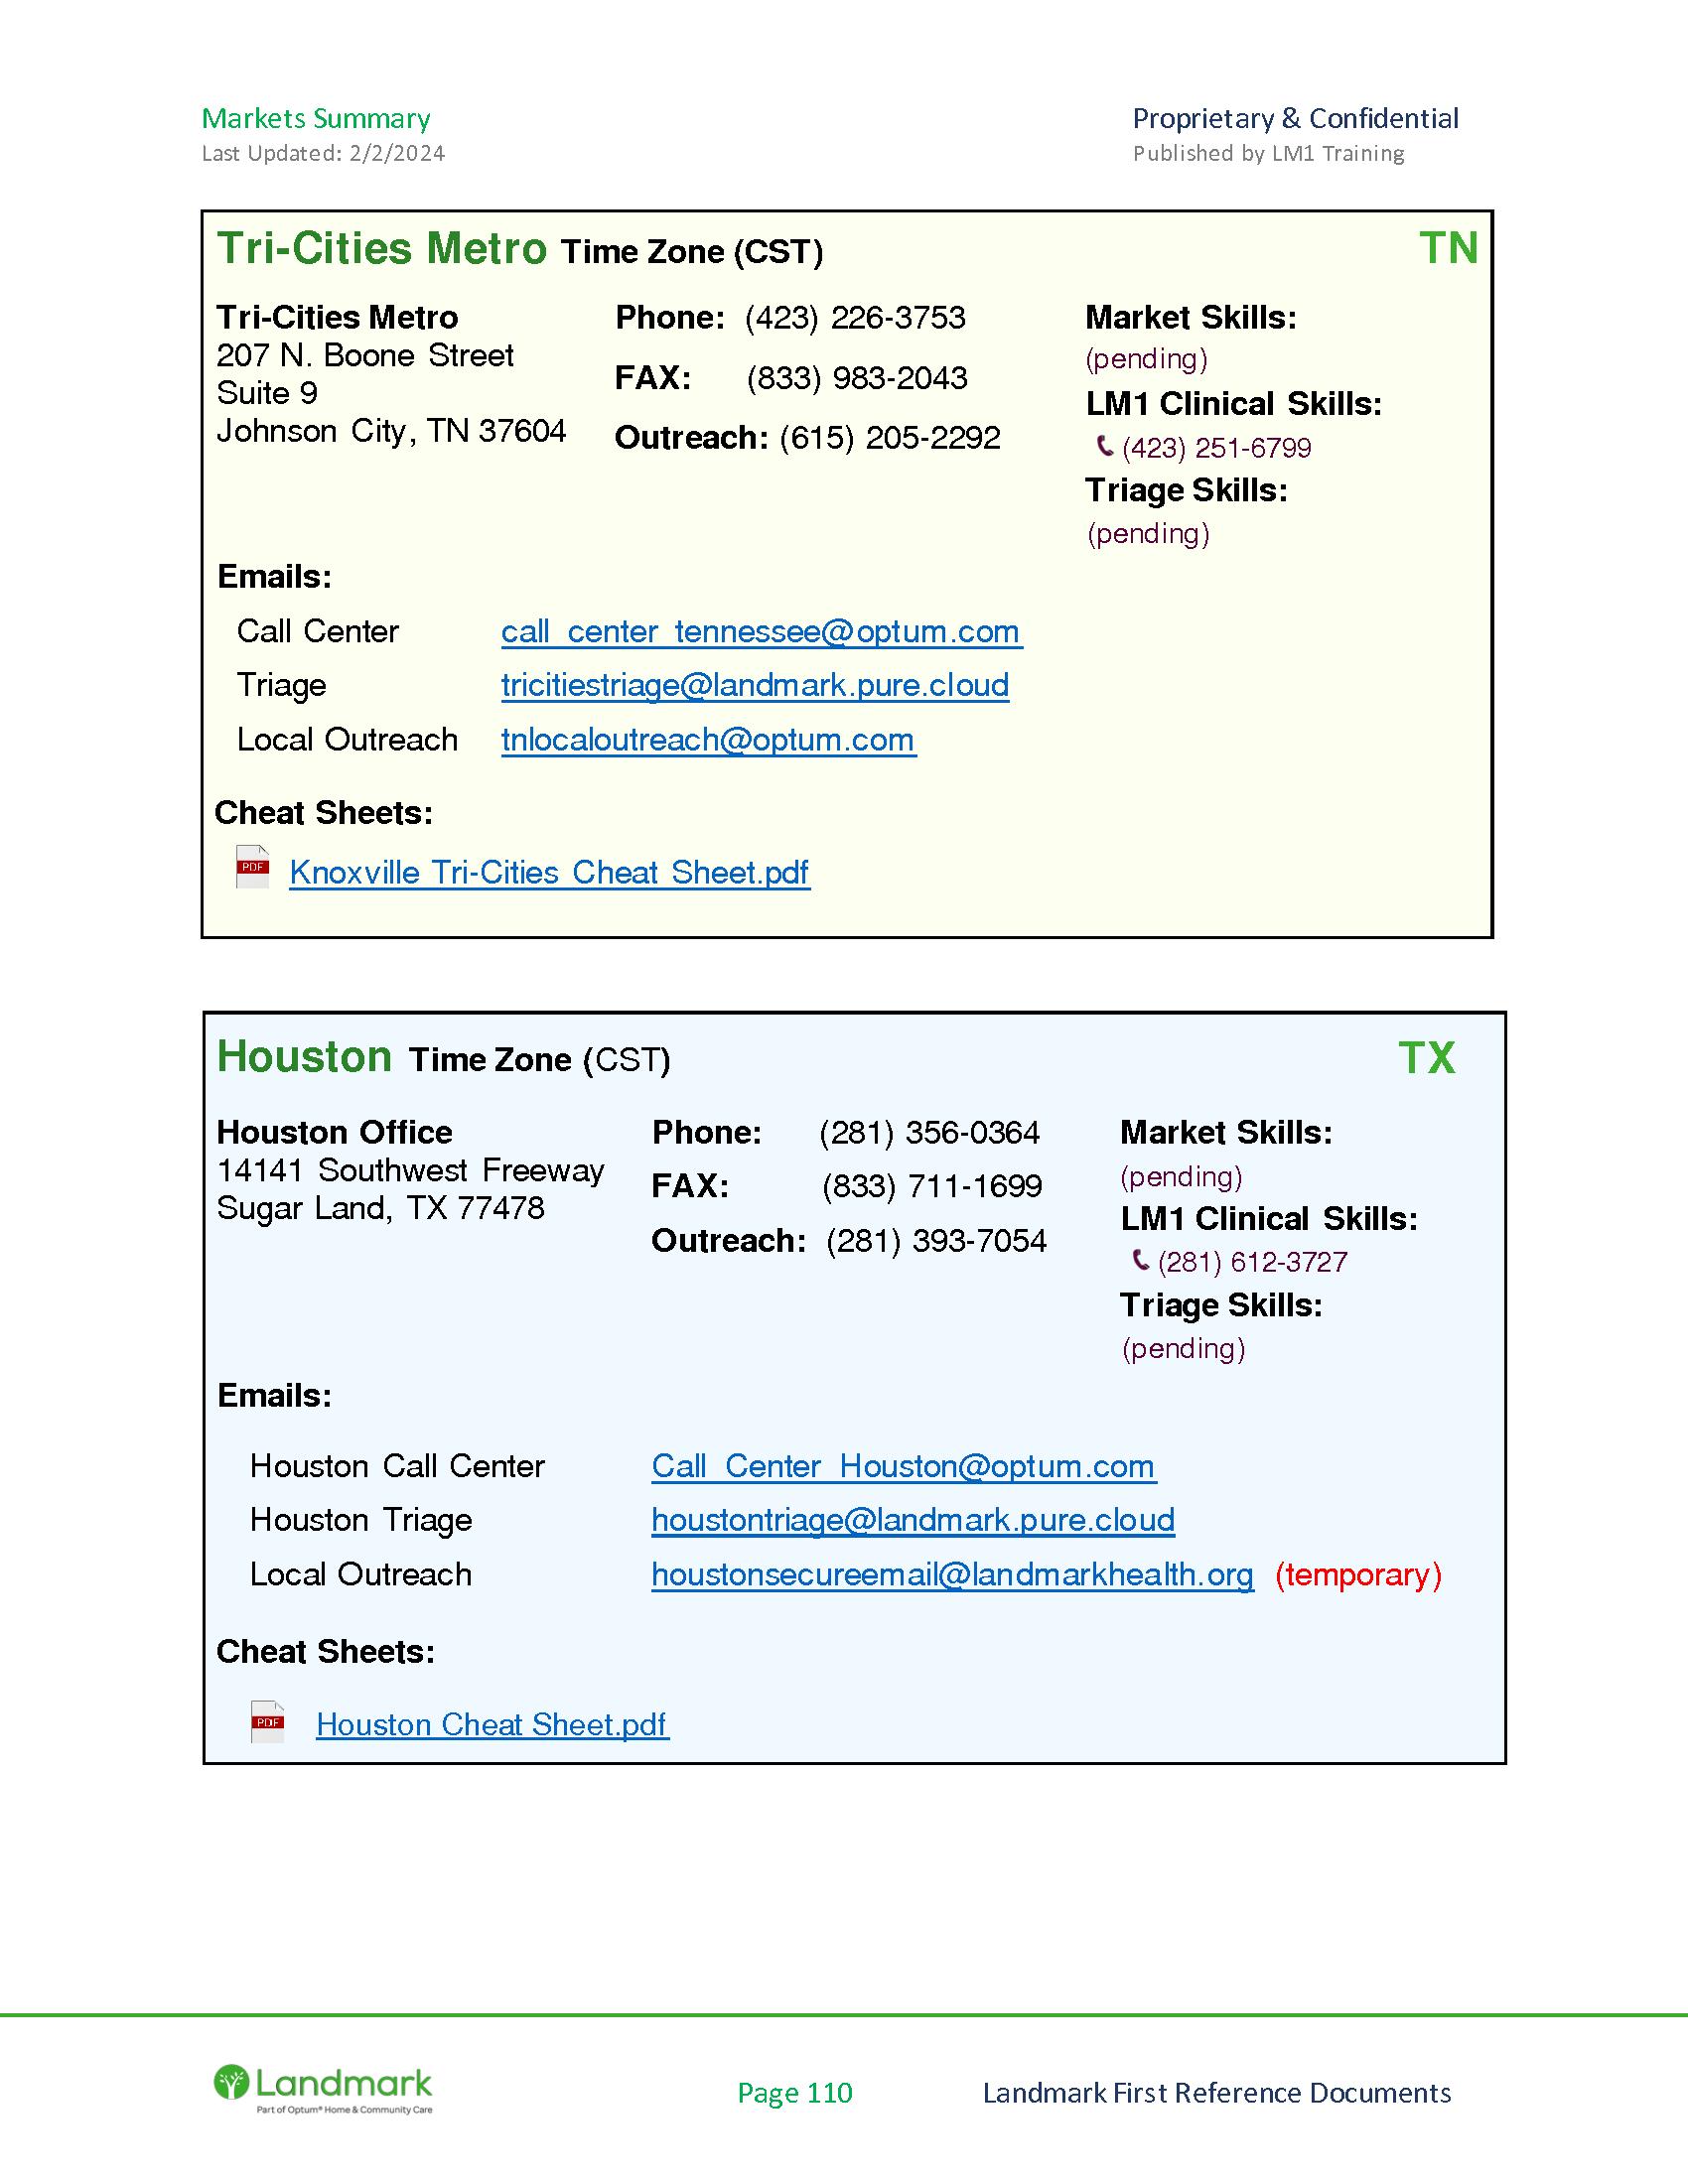 Markets Summary
Last Updated: 2/2/2024
Proprietary & Confidential
Published by LM1 Training
Tri-Cities Metro Time Zone (CST)
TN
Tri-Cities Metro
207 N. Boone Street
Suite 9
Johnson City, TN 37604
Phone: (423) 226-3753
FAX: (833) 983-2043
Outreach: (615) 205-2292
Market Skills:
(pending)
LM1 Clinical Skills:
(423) 251-6799
Triage Skills:
(pending)
Emails:
Call Center call_center_tennessee@optum.com
Triage tricitiestriage@landmark.pure.cloud
Local Outreach tnlocaloutreach@optum.com
Cheat Sheets:
PDF Knoxville Tri-Cities Cheat Sheet.pdf
Houston Time Zone (CST)
TX
Houston Office
14141 Southwest Freeway
Sugar Land, TX 77478
Phone: (281) 356-0364
FAX: (833) 711-1699
Outreach: (281) 393-7054
Market Skills:
(pending)
LM1 Clinical Skills:
(281) 612-3727
Triage Skills:
(pending)
Emails:
Houston Call Center Call_Center_Houston@optum.com
Houston Triage houstontriage@landmark.pure.cloud
Local Outreach houstonsecureemail@landmarkhealth.org (temporary)
Cheat Sheets:
PDF Houston Cheat Sheet.pdf
Landmark
Part of Optum® Home & Community Care
Page 110
Landmark First Reference Documents